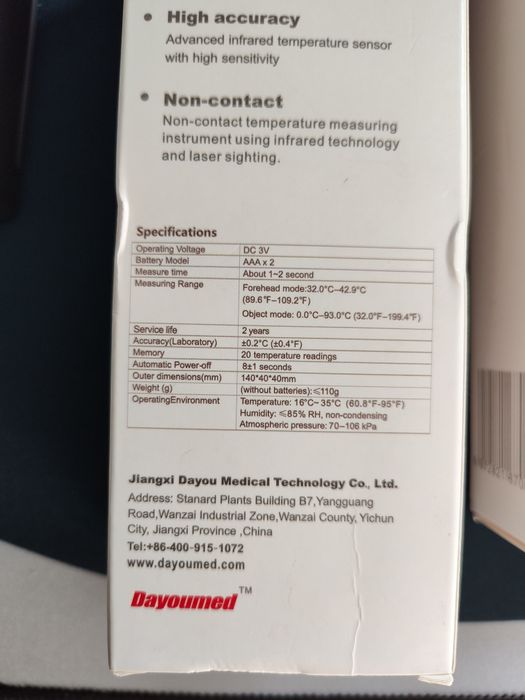 • High accuracy
Advanced infrared temperature sensor
with high sensitivity
• Non-contact
Non-contact temperature measuring
instrument using infrared technology
and laser sighting.
Specifications
Operating Voltage DC 3V
Battery Model AAA x 2
Measure time About 1~2 second
Measuring Range Forehead mode:32.0°C~42.9°C
(89.6°F~109.2°F)
Object mode: 0.0°C~93.0°C (32.0°F~199.4°F)
Service life 2 years
Accuracy(Laboratory) ±0.2°C (±0.4°F)
Memory 20 temperature readings
Automatic Power-off 8±1 seconds
Outer dimensions(mm) 140*40*40mm
Weight (g) (without batteries):≤110g
OperatingEnvironment Temperature: 16°C~35°C (60.8°F-95°F)
Humidity: ≤85% RH, non-condensing
Atmospheric pressure: 70~106 kPa
Jiangxi Dayou Medical Technology Co., Ltd.
Address: Stanard Plants Building B7,Yangguang
Road,Wanzai Industrial Zone,Wanzai County, Yichun
City, Jiangxi Province ,China
Tel:+86-400-915-1072
www.dayoumed.com
Dayoumed™